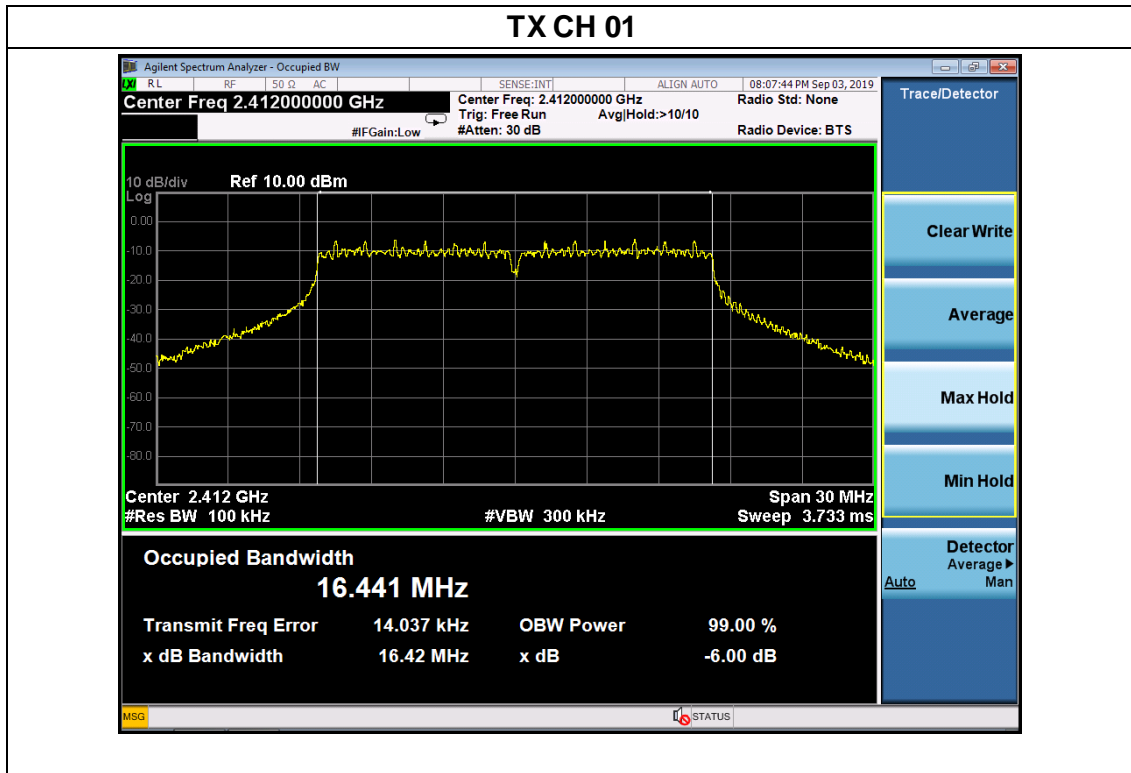 TX CH 01
Agilent Spectrum Analyzer - Occupied BW
LXI RL RF 50 Ω AC SENSE:INT ALIGN AUTO 08:07:44 PM Sep 03, 2019
Center Freq 2.412000000 GHz
Center Freq: 2.412000000 GHz
Radio Std: None
Trig: Free Run Avg|Hold:>10/10
#IFGain:Low
#Atten: 30 dB
Radio Device: BTS
10 dB/div Ref 10.00 dBm
Log
0.00
-10.0
-20.0
-30.0
-40.0
-50.0
-60.0
-70.0
-80.0
Center 2.412 GHz
Span 30 MHz
#Res BW 100 kHz
#VBW 300 kHz
Sweep 3.733 ms
Occupied Bandwidth
16.441 MHz
Transmit Freq Error 14.037 kHz OBW Power 99.00 %
x dB Bandwidth 16.42 MHz x dB -6.00 dB
Trace/Detector
Clear Write
Average
Max Hold
Min Hold
Detector
Average▶
Auto Man
MSG
STATUS